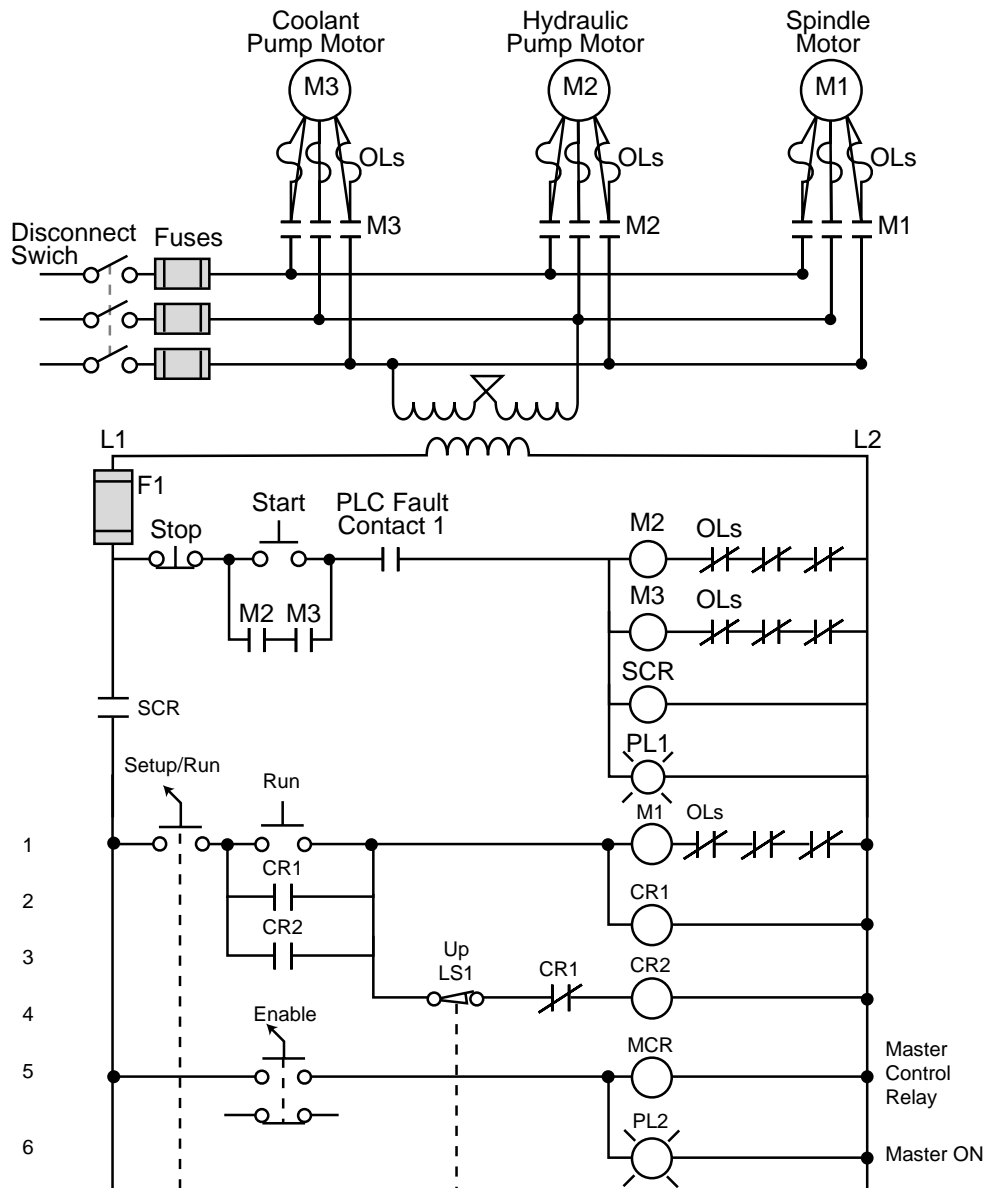 Coolant
Pump Motor
Hydraulic
Pump Motor
Spindle
Motor
M3
M2
M1
OLs
OLs
OLs
M3
M2
M1
Disconnect
Swich
Fuses
L1
L2
F1
Stop
Start
PLC Fault
Contact 1
M2
OLs
M2
M3
M3
OLs
SCR
SCR
PL1
Setup/Run
Run
M1
OLs
1
CR1
CR1
2
CR2
3
Up
LS1
CR1
CR2
4
Enable
5
MCR
Master
Control
Relay
PL2
6
Master ON